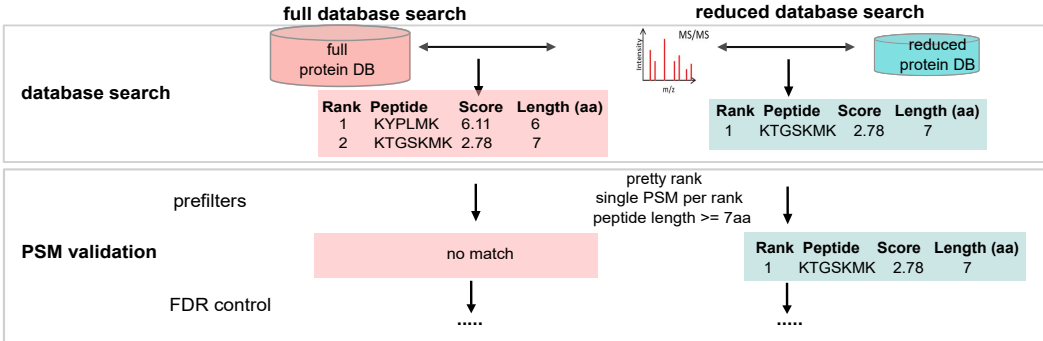 full database search
reduced database search
full
protein DB
Intensity
MS/MS
m/z
reduced
protein DB
database search
Rank Peptide Score Length (aa)
1 KYPLMK 6.11 6
2 KTGSKMK 2.78 7
Rank Peptide Score Length (aa)
1 KTGSKMK 2.78 7
prefilters
pretty rank
single PSM per rank
peptide length >= 7aa
PSM validation
no match
Rank Peptide Score Length (aa)
1 KTGSKMK 2.78 7
FDR control
.....
.....